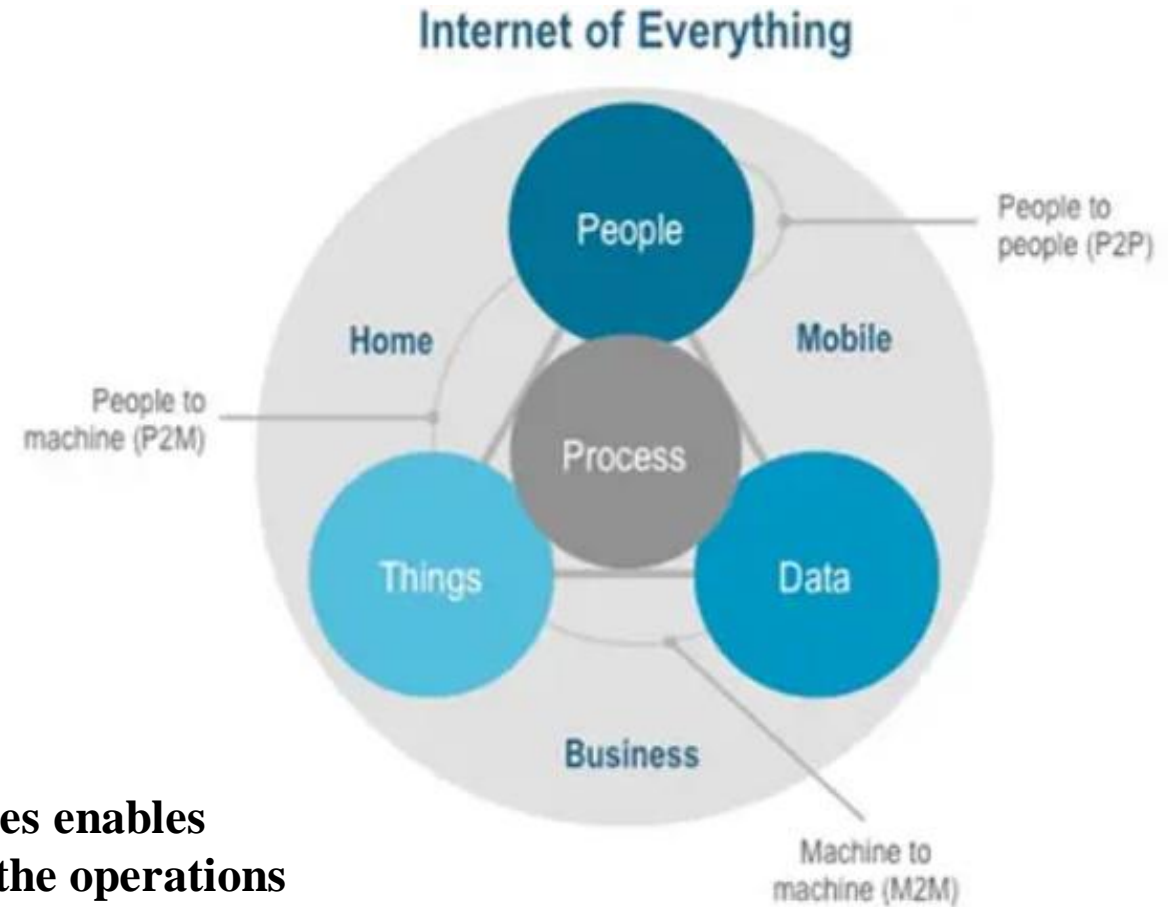 Internet of Everything
People
People to
people (P2P)
Home
Mobile
People to
machine (P2M)
Process
Things
Data
Business
es enables
the operations
Machine to
machine (M2M)